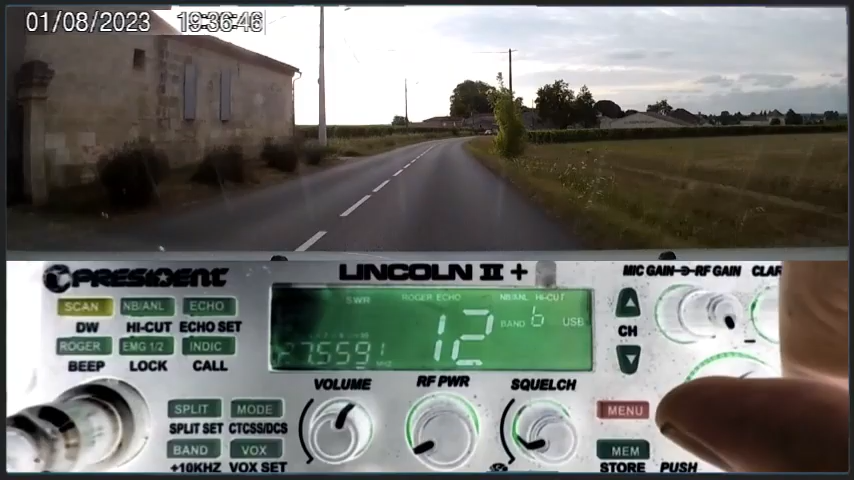 01/08/2023 19:36:46
PRESIDENT LINCOLN II + MIC GAIN RF GAIN CLAR
SCAN NB/ANL ECHO
DW HI-CUT ECHO SET
ROGER EMG 1/2 INDIC
BEEP LOCK CALL
SWR ROGER ECHO NB/ANL HI-CUT
12 BAND 6 USB
27.5591
CH
VOLUME RF PWR SQUELCH
SPLIT MODE MENU
SPLIT SET CTCSS/DCS
BAND VOX MEM
+10KHZ VOX SET STORE PUSH